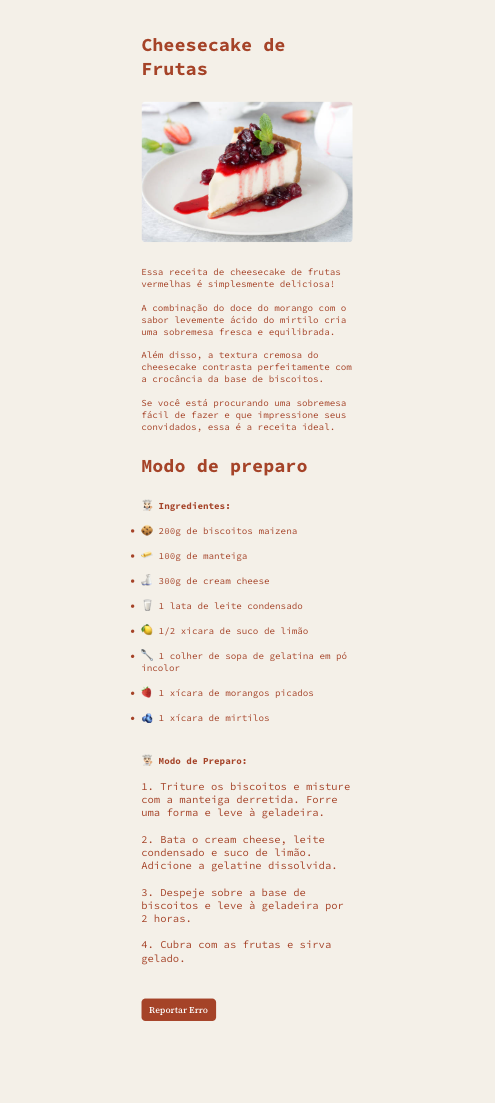 Cheesecake de
Frutas
Essa receita de cheesecake de frutas
vermelhas é simplesmente deliciosa!
A combinação do doce do morango com o
sabor levemente ácido do mirtilo cria
uma sobremesa fresca e equilibrada.
Além disso, a textura cremosa do
cheesecake contrasta perfeitamente com
a crocância da base de biscoitos.
Se você está procurando uma sobremesa
fácil de fazer e que impressione seus
convidados, essa é a receita ideal.
Modo de preparo
Ingredientes:
200g de biscoitos maizena
100g de manteiga
300g de cream cheese
1 lata de leite condensado
1/2 xicara de suco de limão
1 colher de sopa de gelatina em pó
incolor
1 xícara de morangos picados
1 xícara de mirtilos
Modo de Preparo:
1. Triture os biscoitos e misture
com a manteiga derretida. Forre
uma forma e leve à geladeira.
2. Bata o cream cheese, leite
condensado e suco de limão.
Adicione a gelatine dissolvida.
3. Despeje sobre a base de
biscoitos e leve à geladeira por
2 horas.
4. Cubra com as frutas e sirva
gelado.
Reportar Erro